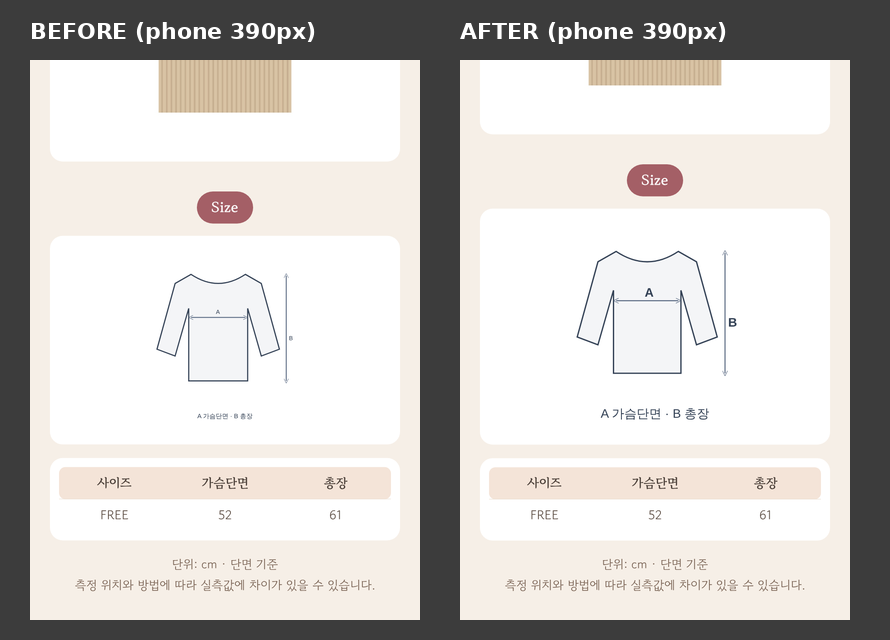 BEFORE (phone 390px)
Size
A
B
A 가슴단면 · B 총장
사이즈 가슴단면 총장
FREE 52 61
단위: cm · 단면 기준
측정 위치와 방법에 따라 실측값에 차이가 있을 수 있습니다.
AFTER (phone 390px)
Size
A
B
A 가슴단면 · B 총장
사이즈 가슴단면 총장
FREE 52 61
단위: cm · 단면 기준
측정 위치와 방법에 따라 실측값에 차이가 있을 수 있습니다.